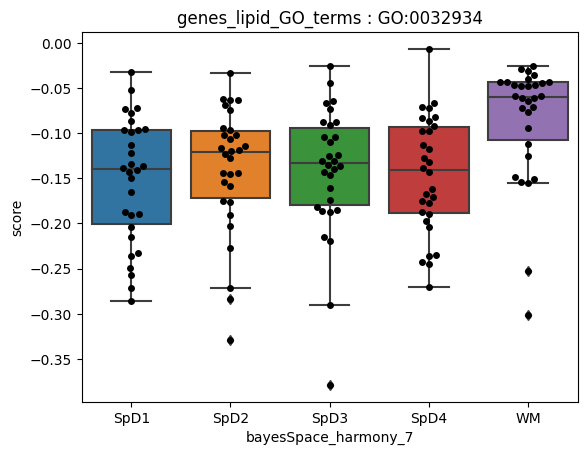 genes_lipid_GO_terms : GO:0032934
0.00
−0.05
−0.10
−0.15
−0.20
−0.25
−0.30
−0.35
score
SpD1 SpD2 SpD3 SpD4 WM
bayesSpace_harmony_7